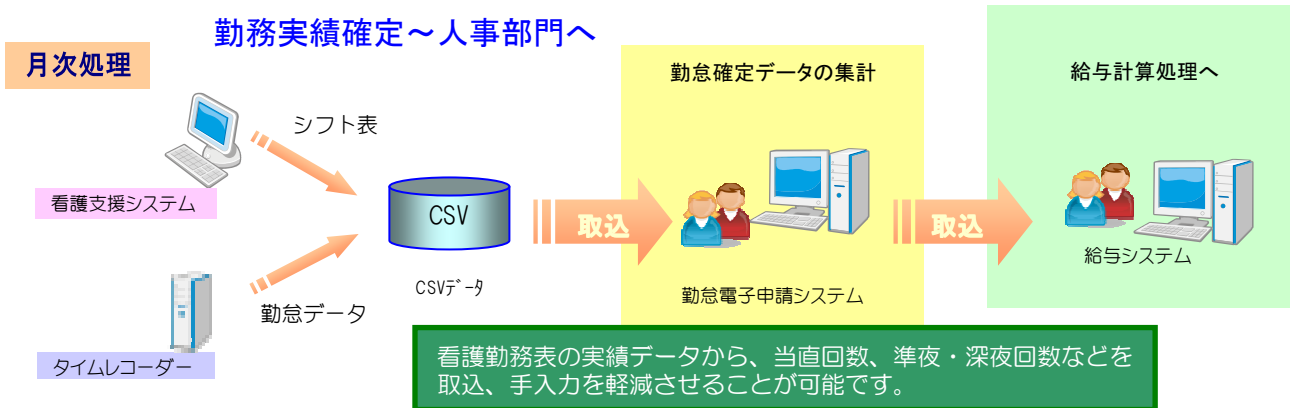 勤務実績確定～人事部門へ
月次処理
シフト表
看護支援システム
勤怠データ
タイムレコーダー
CSV
CSVﾃﾞｰﾀ
取込
勤怠確定データの集計
勤怠電子申請システム
取込
給与計算処理へ
給与システム
看護勤務表の実績データから、当直回数、準夜・深夜回数などを
取込、手入力を軽減させることが可能です。